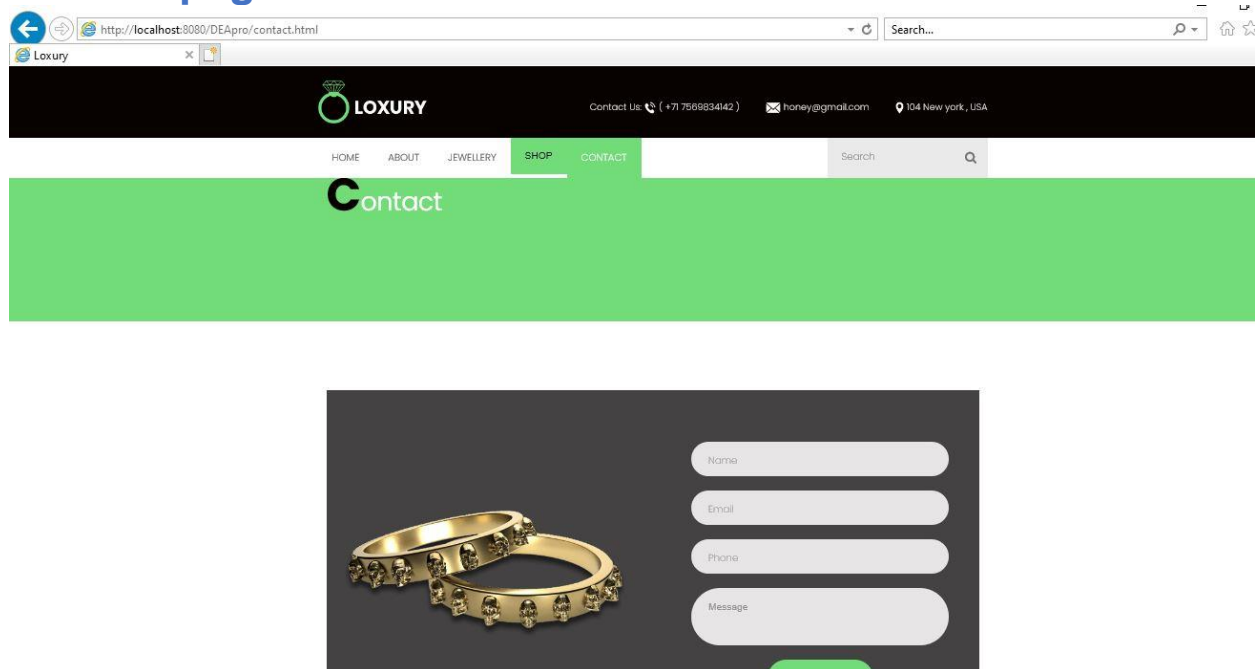 http://localhost:8080/DEApro/contact.html
Search...
Loxury
LOXURY
Contact Us: ( +71 7569834142 )
honey@gmail.com
104 New york , USA
HOME
ABOUT
JEWELLERY
SHOP
CONTACT
Search
Contact
Name
Email
Phone
Message